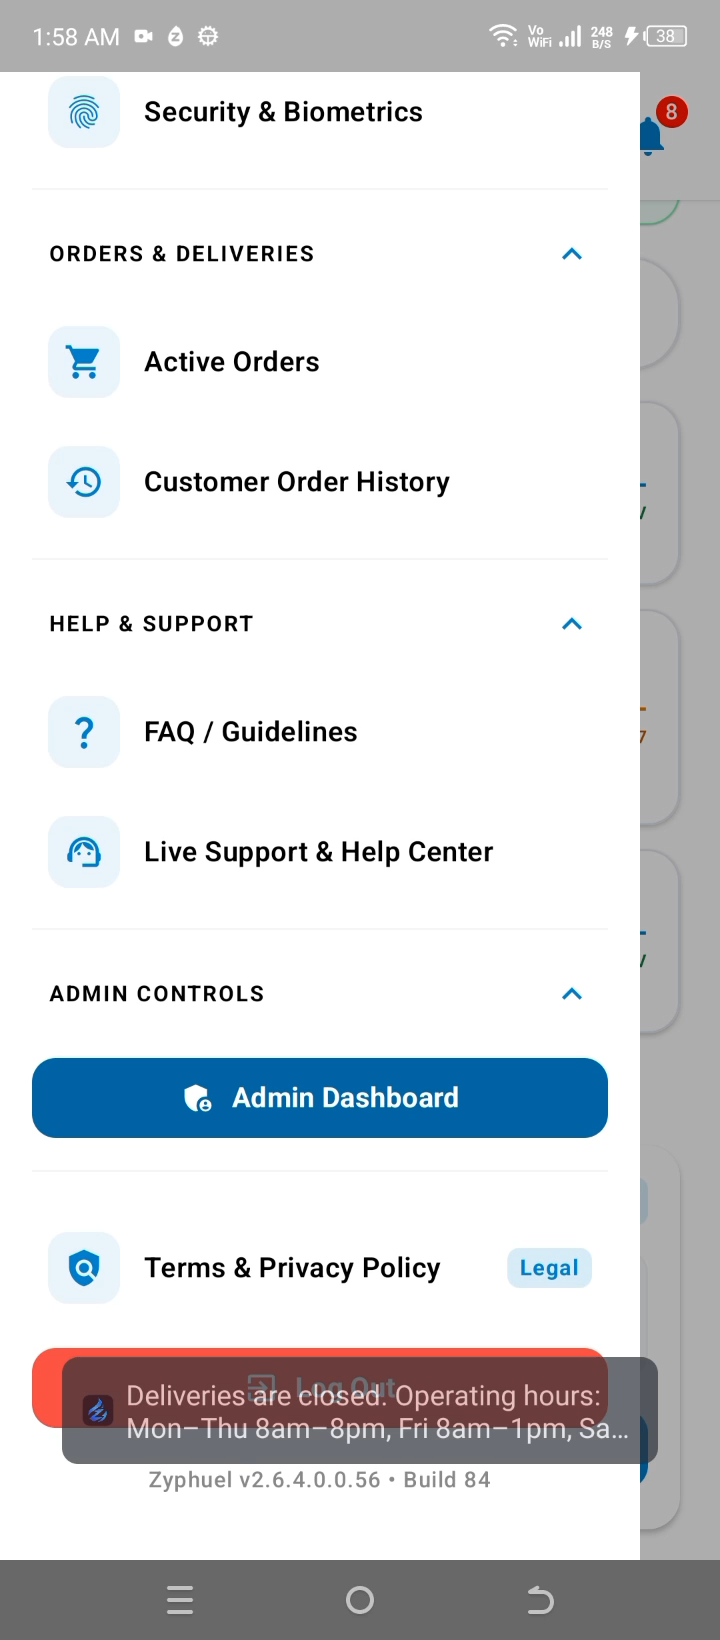 1:58 AM
Vo
WiFi
248
B/S
38
8
Security & Biometrics
ORDERS & DELIVERIES
Active Orders
Customer Order History
HELP & SUPPORT
FAQ / Guidelines
Live Support & Help Center
ADMIN CONTROLS
Admin Dashboard
Terms & Privacy Policy
Legal
Log Out
Deliveries are closed. Operating hours:
Mon–Thu 8am–8pm, Fri 8am–1pm, Sa...
Zyphuel v2.6.4.0.0.56 • Build 84